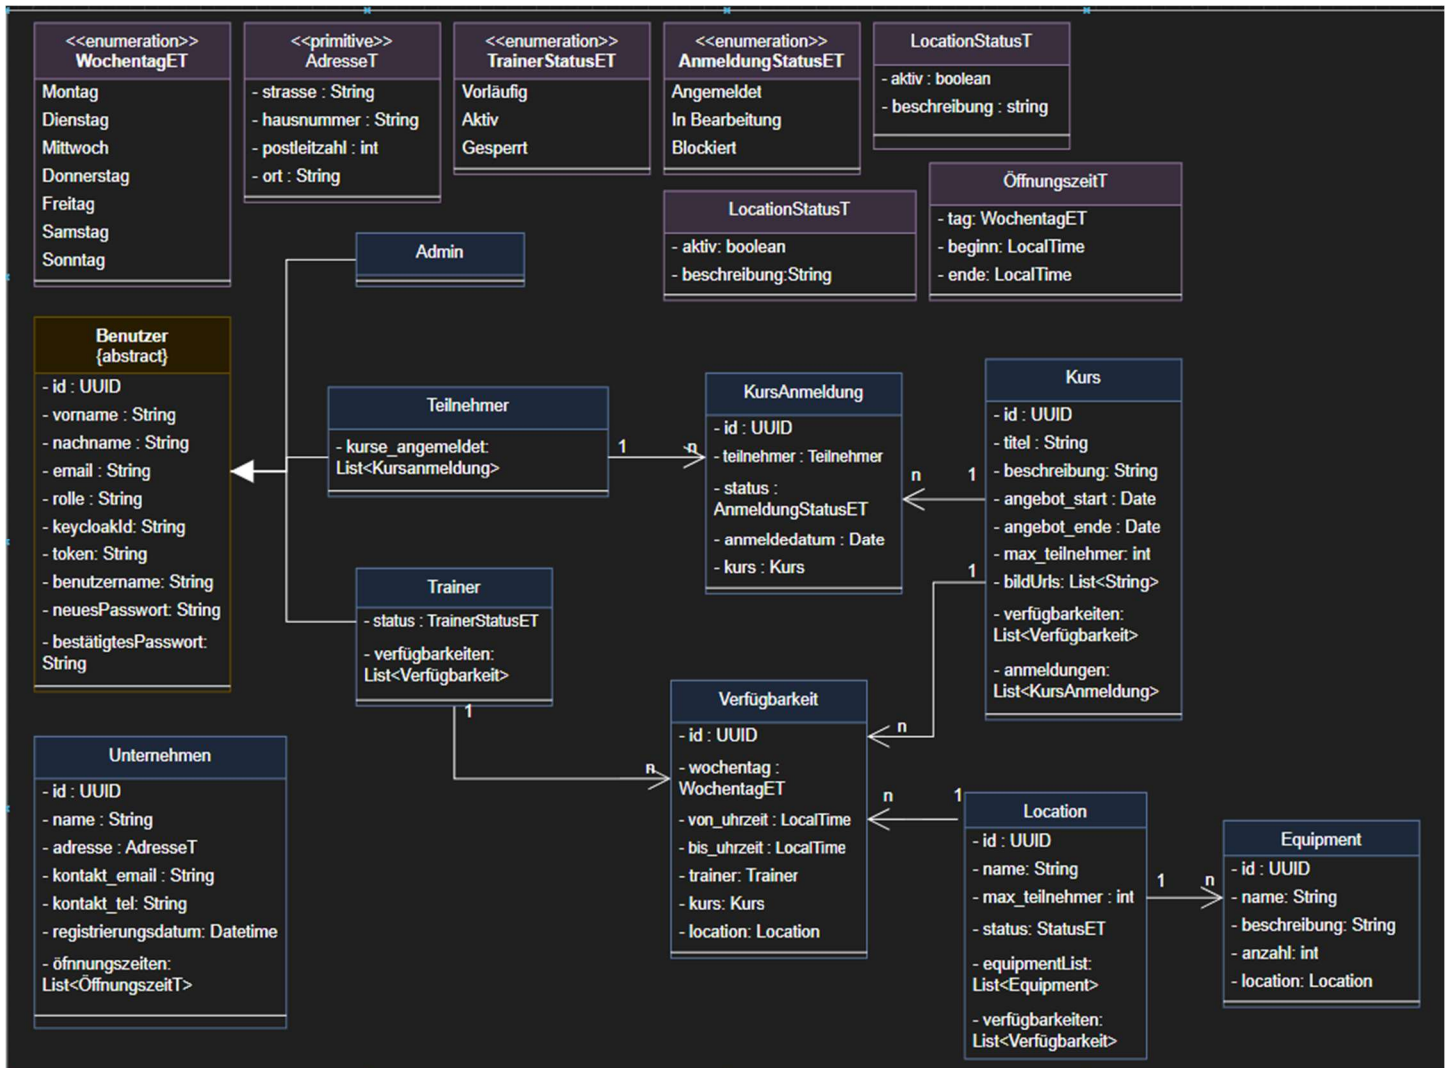 <<enumeration>>
WochentagET
Montag
Dienstag
Mittwoch
Donnerstag
Freitag
Samstag
Sonntag
<<primitive>>
AdresseT
- strasse : String
- hausnummer : String
- postleitzahl : int
- ort : String
<<enumeration>>
TrainerStatusET
Vorläufig
Aktiv
Gesperrt
<<enumeration>>
AnmeldungStatusET
Angemeldet
In Bearbeitung
Blockiert
LocationStatusT
- aktiv : boolean
- beschreibung : string
LocationStatusT
- aktiv: boolean
- beschreibung:String
ÖffnungszeitT
- tag: WochentagET
- beginn: LocalTime
- ende: LocalTime
Admin
Benutzer
{abstract}
- id : UUID
- vorname : String
- nachname : String
- email : String
- rolle : String
- keycloakId: String
- token: String
- benutzername: String
- neuesPasswort: String
- bestätigtesPasswort:
String
Teilnehmer
- kurse_angemeldet:
List<Kursanmeldung>
1
n
KursAnmeldung
- id : UUID
- teilnehmer : Teilnehmer
- status :
AnmeldungStatusET
- anmeldedatum : Date
- kurs : Kurs
n
1
Kurs
- id : UUID
- titel : String
- beschreibung: String
- angebot_start : Date
- angebot_ende : Date
- max_teilnehmer: int
- bildUrls: List<String>
- verfügbarkeiten:
List<Verfügbarkeit>
- anmeldungen:
List<KursAnmeldung>
1
n
Trainer
- status : TrainerStatusET
- verfügbarkeiten:
List<Verfügbarkeit>
1
n
Verfügbarkeit
- id : UUID
- wochentag :
WochentagET
- von_uhrzeit : LocalTime
- bis_uhrzeit : LocalTime
- trainer: Trainer
- kurs: Kurs
- location: Location
n
1
Unternehmen
- id : UUID
- name : String
- adresse : AdresseT
- kontakt_email : String
- kontakt_tel: String
- registrierungsdatum: Datetime
- öfnnungszeiten:
List<ÖffnungszeitT>
Location
- id : UUID
- name: String
- max_teilnehmer : int
- status: StatusET
- equipmentList:
List<Equipment>
- verfügbarkeiten:
List<Verfügbarkeit>
1
n
Equipment
- id : UUID
- name: String
- beschreibung: String
- anzahl: int
- location: Location